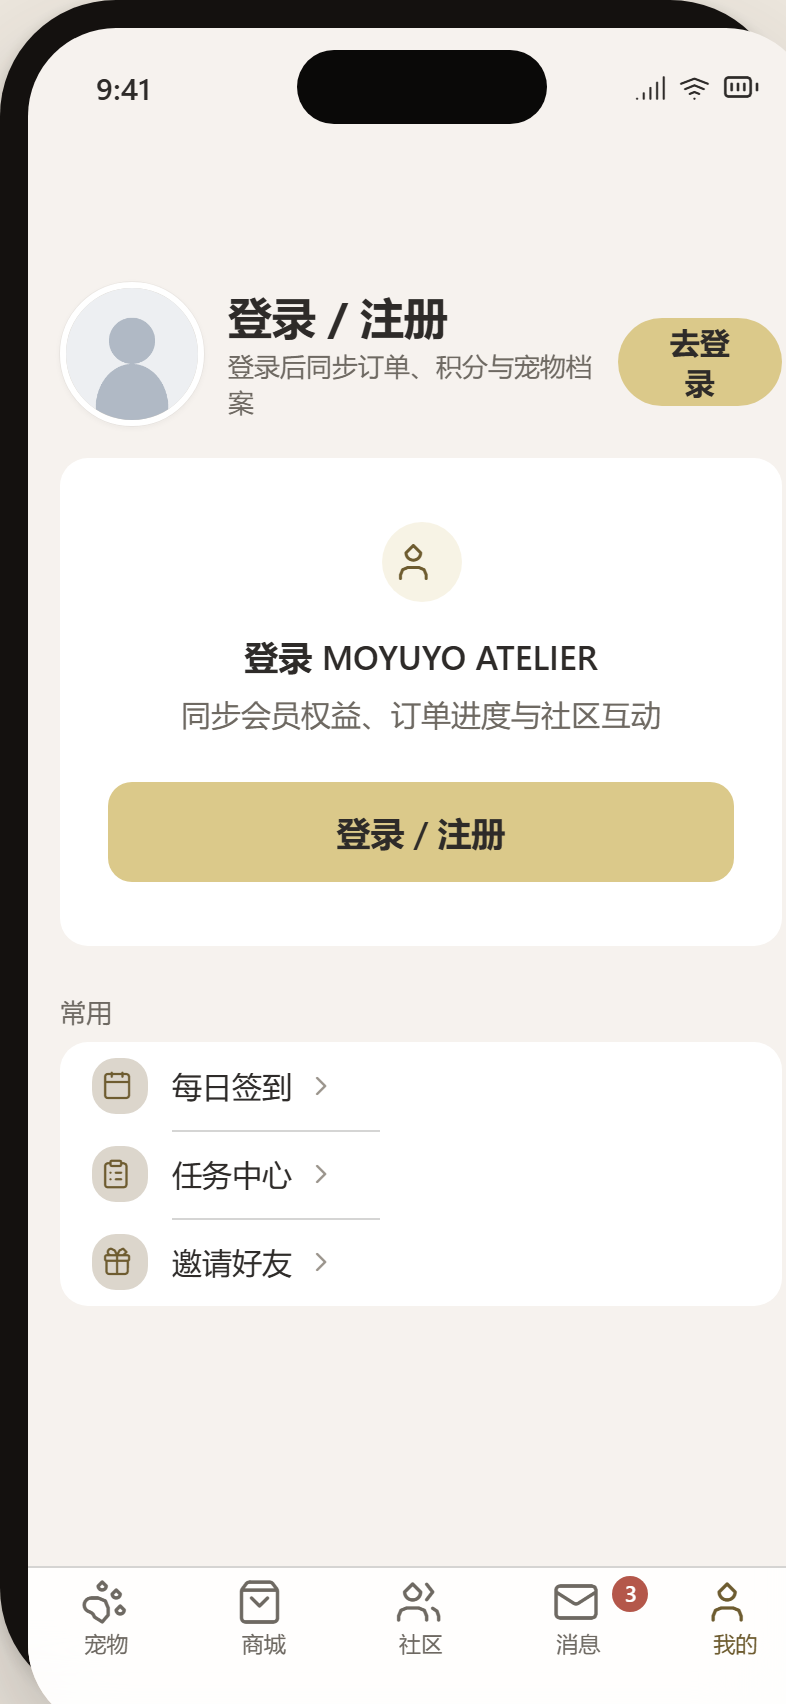 9:41
登录 / 注册
登录后同步订单、积分与宠物档
案
去登
录
登录 MOYUYO ATELIER
同步会员权益、订单进度与社区互动
登录 / 注册
常用
每日签到
任务中心
邀请好友
3
宠物
商城
社区
消息
我的